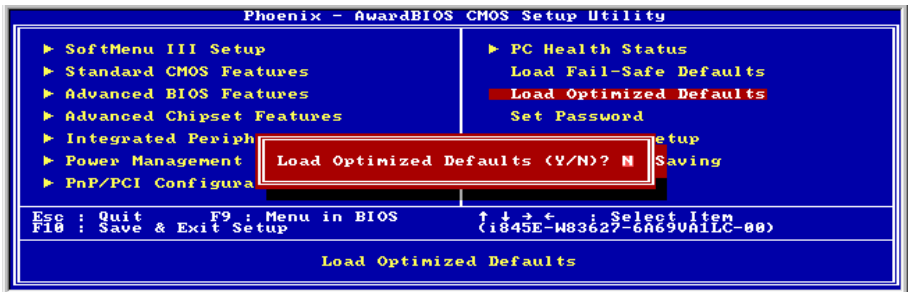 Phoenix - AwardBIOS CMOS Setup Utility
► SoftMenu III Setup
► Standard CMOS Features
► Advanced BIOS Features
► Advanced Chipset Features
► Integrated Periph
► Power Management
► PnP/PCI Configura
► PC Health Status
Load Fail-Safe Defaults
Load Optimized Defaults
Set Password
etup
Saving
Load Optimized Defaults (Y/N)? N
Esc : Quit F9 : Menu in BIOS ↑ ↓ → ← : Select Item
F10 : Save & Exit Setup (i845E-W83627-6A69VA1LC-00)
Load Optimized Defaults